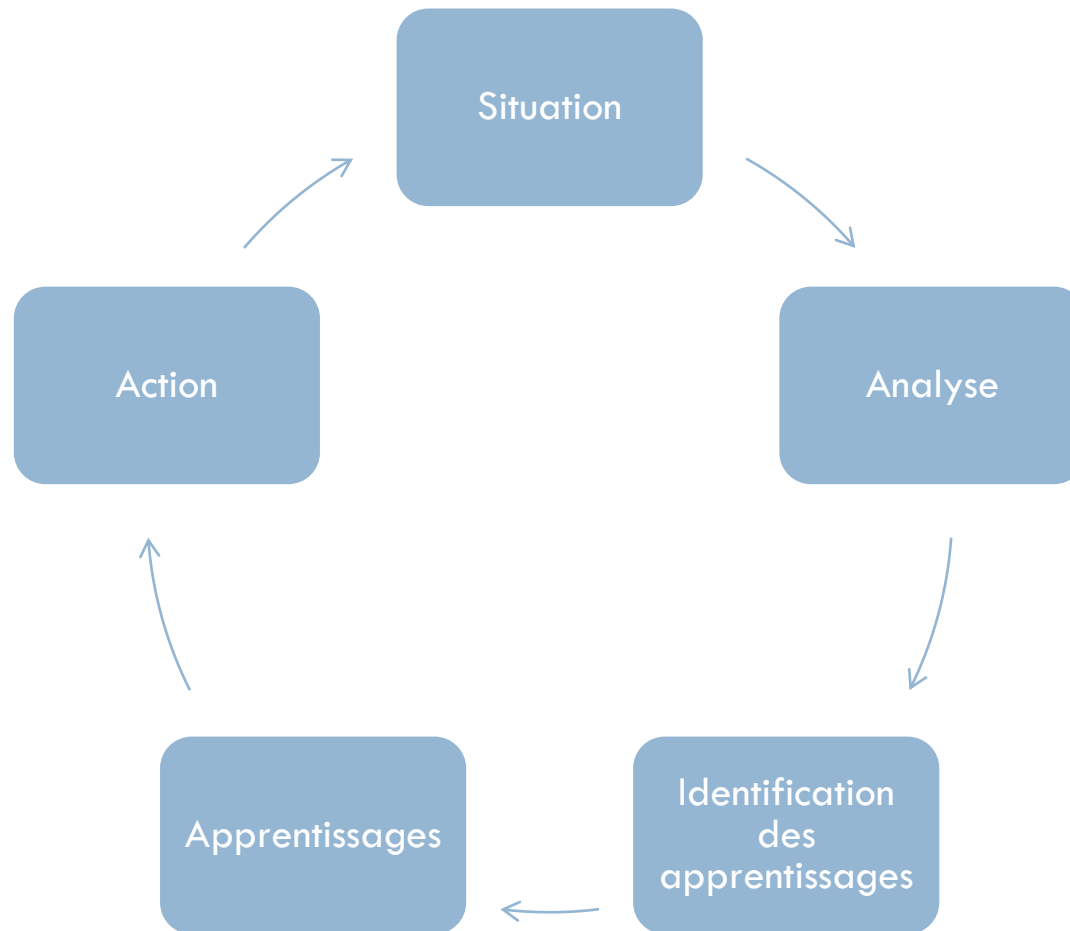 Situation
Action
Analyse
Apprentissages
Identification
des
apprentissages